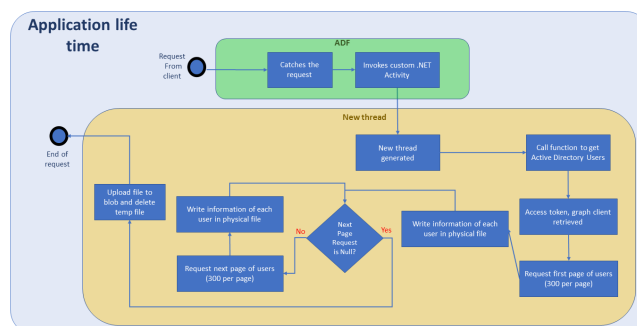 Application life
time
ADF
Request
From
client
Catches the
request
Invokes custom .NET
Activity
New thread
End of
request
New thread
generated
Call function to get
Active Directory Users
Upload file to
blob and delete
temp file
Write information of each
user in physical file
Next
Page
Request
is Null?
No
Yes
Write information of each
user in physical file
Access token, graph client
retrieved
Request next page of users
(300 per page)
Request first page of users
(300 per page)